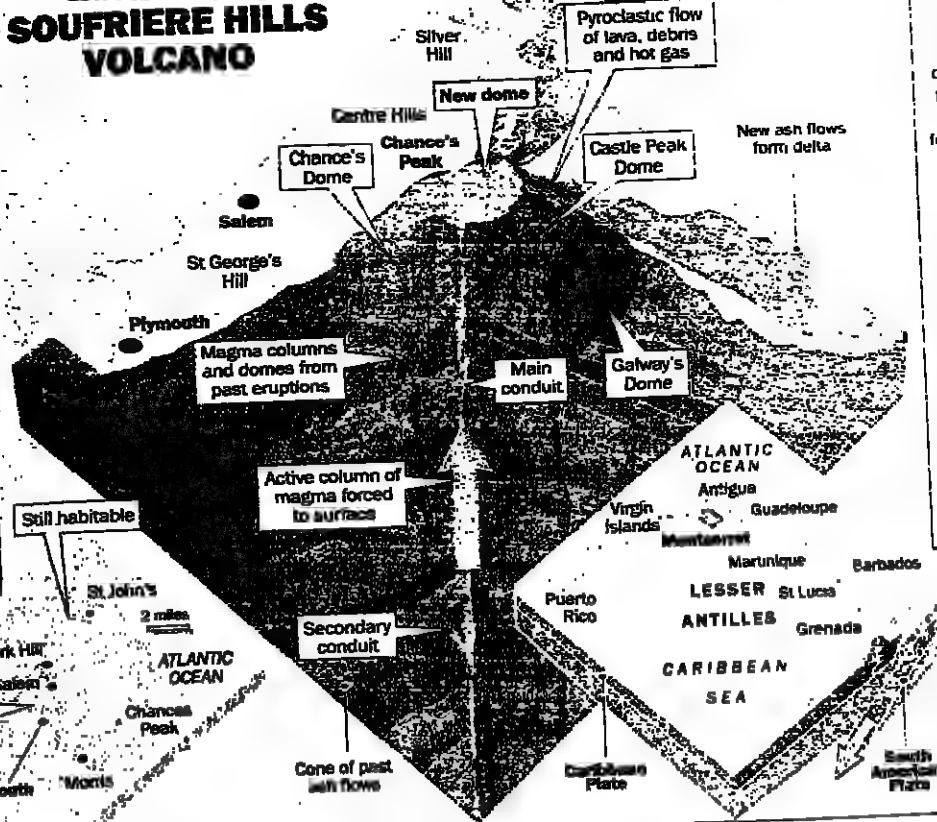 SOUFRIERE HILLS
VOLCANO
Silver
Hill
Pyroclastic flow
of lava, debris
and hot gas
New dome
Centre Hills
Chance's
Peak
Chance's
Dome
Castle Peak
Dome
New ash flows
form delta
Salem
St George's
Hill
Plymouth
Magma columns
and domes from
past eruptions
Main
conduit
Galway's
Dome
Active column of
magma forced
to surface
ATLANTIC
OCEAN
Antigua
Virgin
Islands
Guadeloupe
Montserrat
Martinique
Barbados
LESSER
St Lucia
ANTILLES
Puerto
Rico
Grenada
CARIBBEAN
SEA
Still habitable
St. John's
2 miles
Secondary
conduit
rk Hill
Salem
ATLANTIC
OCEAN
Chances
Peak
outh
Morris
Cone of past
ash flows
Caribbean
Plate
South
American
Plate